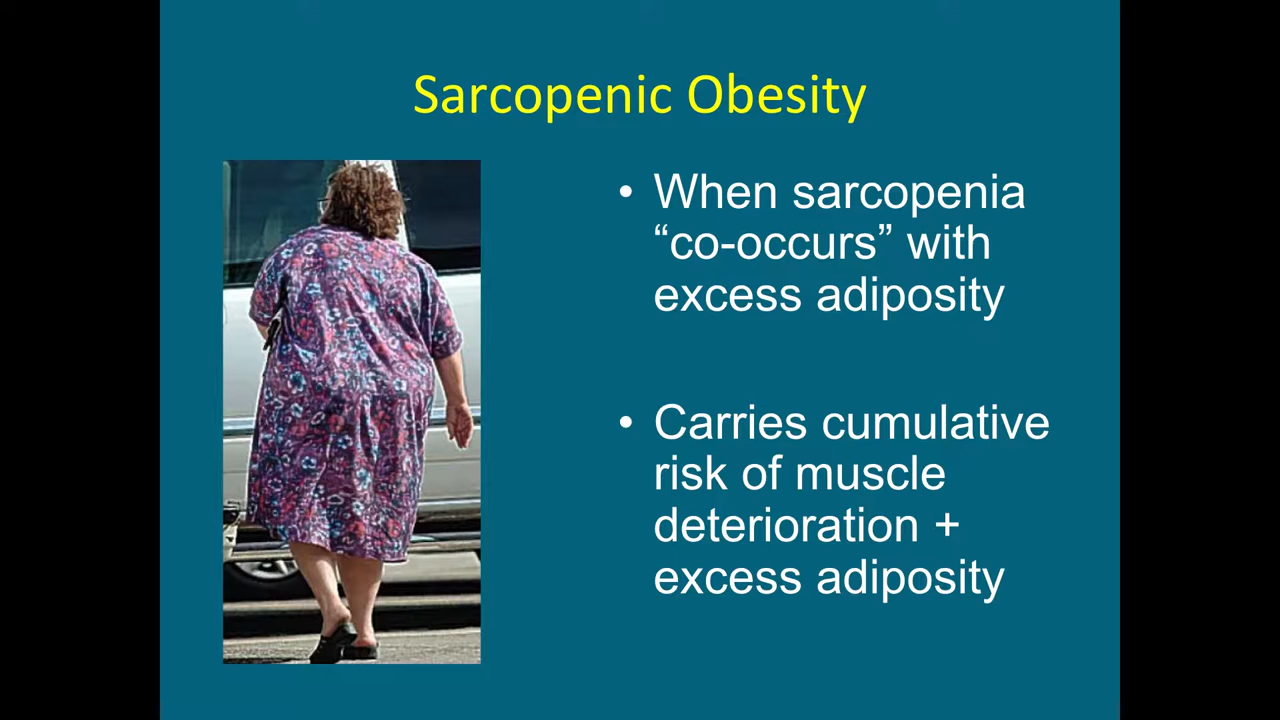 Sarcopenic Obesity
• When sarcopenia
“co-occurs” with
excess adiposity
• Carries cumulative
risk of muscle
deterioration +
excess adiposity